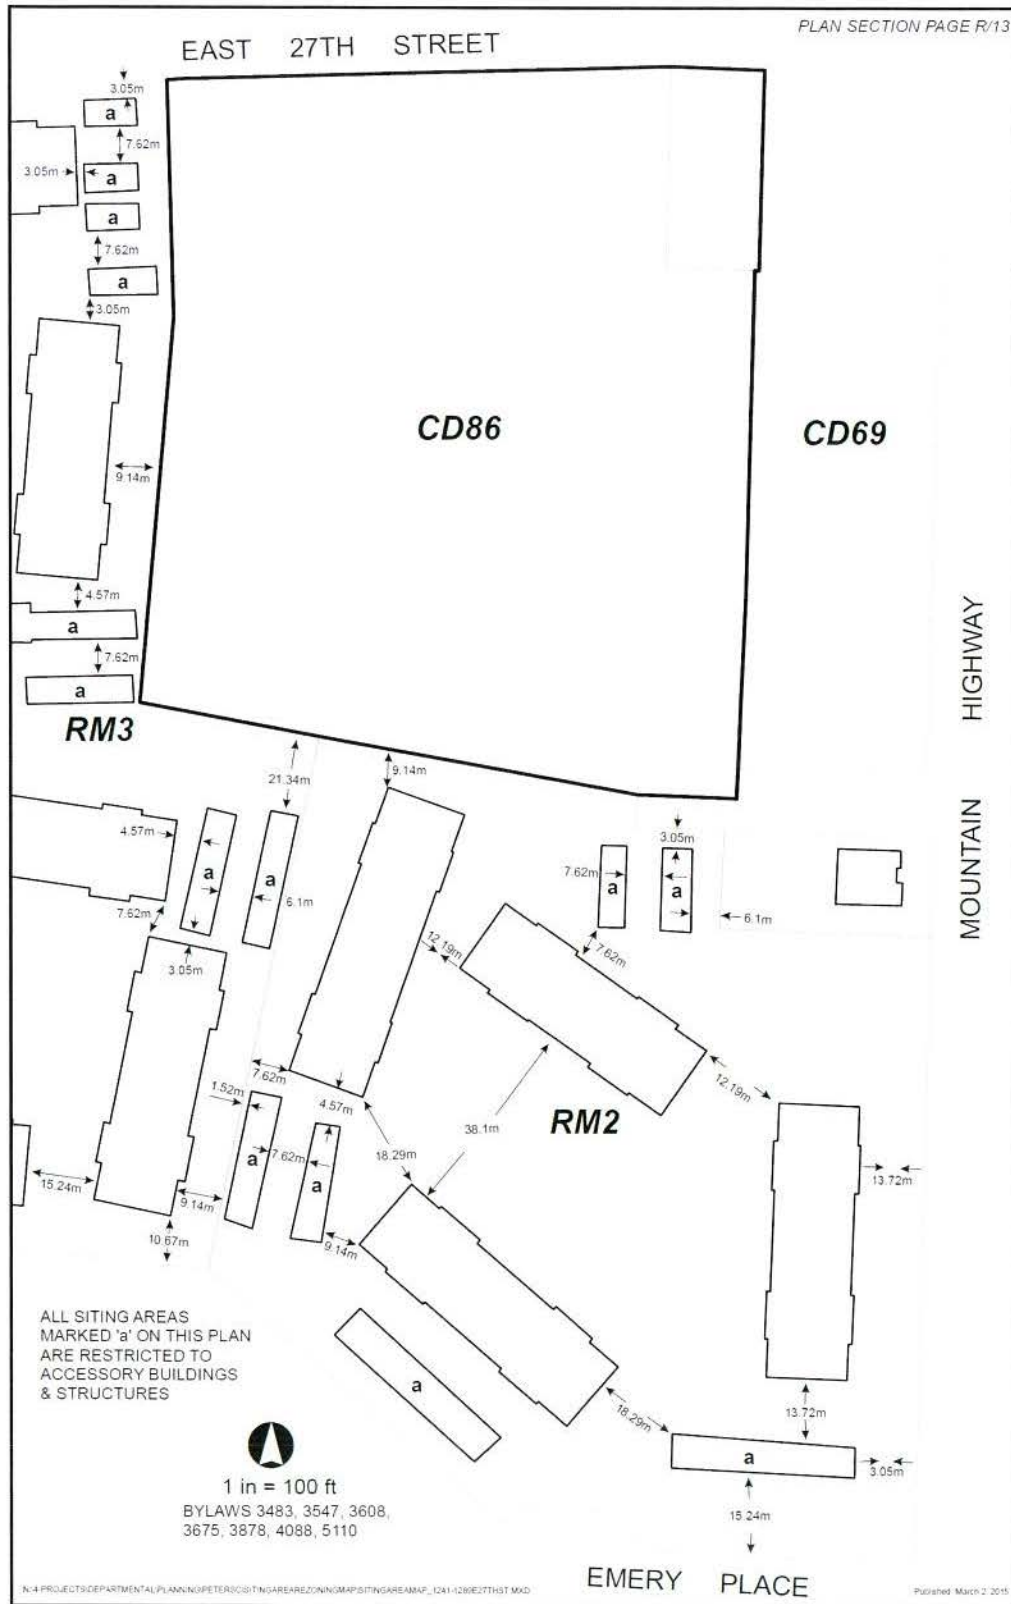 PLAN SECTION PAGE R/13
EAST 27TH STREET
3.05m
a
7.62m
3.05m
a
a
7.62m
a
3.05m
CD86
CD69
9.14m
4.57m
a
7.62m
a
RM3
MOUNTAIN HIGHWAY
21.34m
9.14m
4.57m
a
a
6.1m
7.62m
3.05m
3.05m
7.62m
a
a
6.1m
12.19m
7.62m
7.62m
1.52m
4.57m
12.19m
38.1m
RM2
a
7.62m
a
18.29m
15.24m
9.14m
10.67m
9.14m
13.72m
ALL SITING AREAS
MARKED 'a' ON THIS PLAN
ARE RESTRICTED TO
ACCESSORY BUILDINGS
& STRUCTURES
a
18.29m
13.72m
a
3.05m
15.24m
1 in = 100 ft
BYLAWS 3483, 3547, 3608,
3675, 3878, 4088, 5110
EMERY PLACE
Published: March 2, 2015